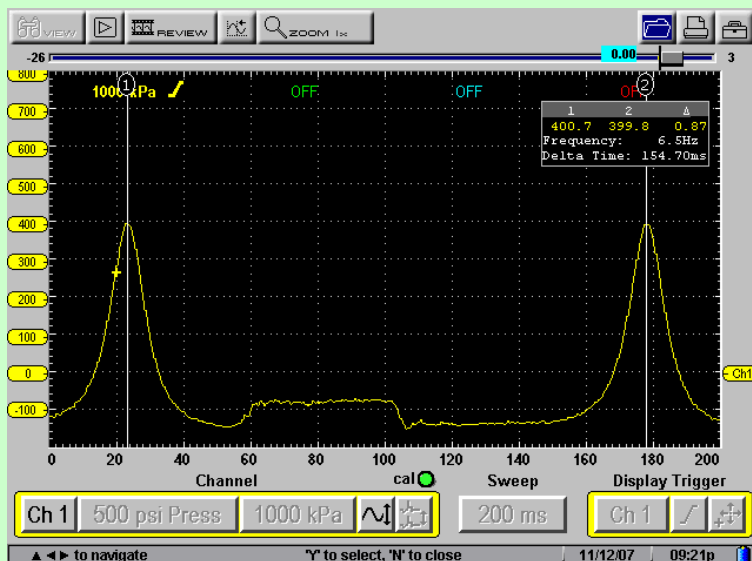 VIEW REVIEW ZOOM 1x
-26 0.00 3
800
1000 kPa OFF OFF OFF
1 2
1 2 Δ
400.7 399.8 0.87
Frequency: 6.5Hz
Delta Time: 154.70ms
700
600
500
400
300
200
100
0 Ch1
-100
0 20 40 60 80 100 120 140 160 180 200
Channel cal Sweep Display Trigger
Ch 1 500 psi Press 1000 kPa 200 ms Ch 1
▲ ◄ ► to navigate 'Y' to select, 'N' to close 11/12/07 09:21p